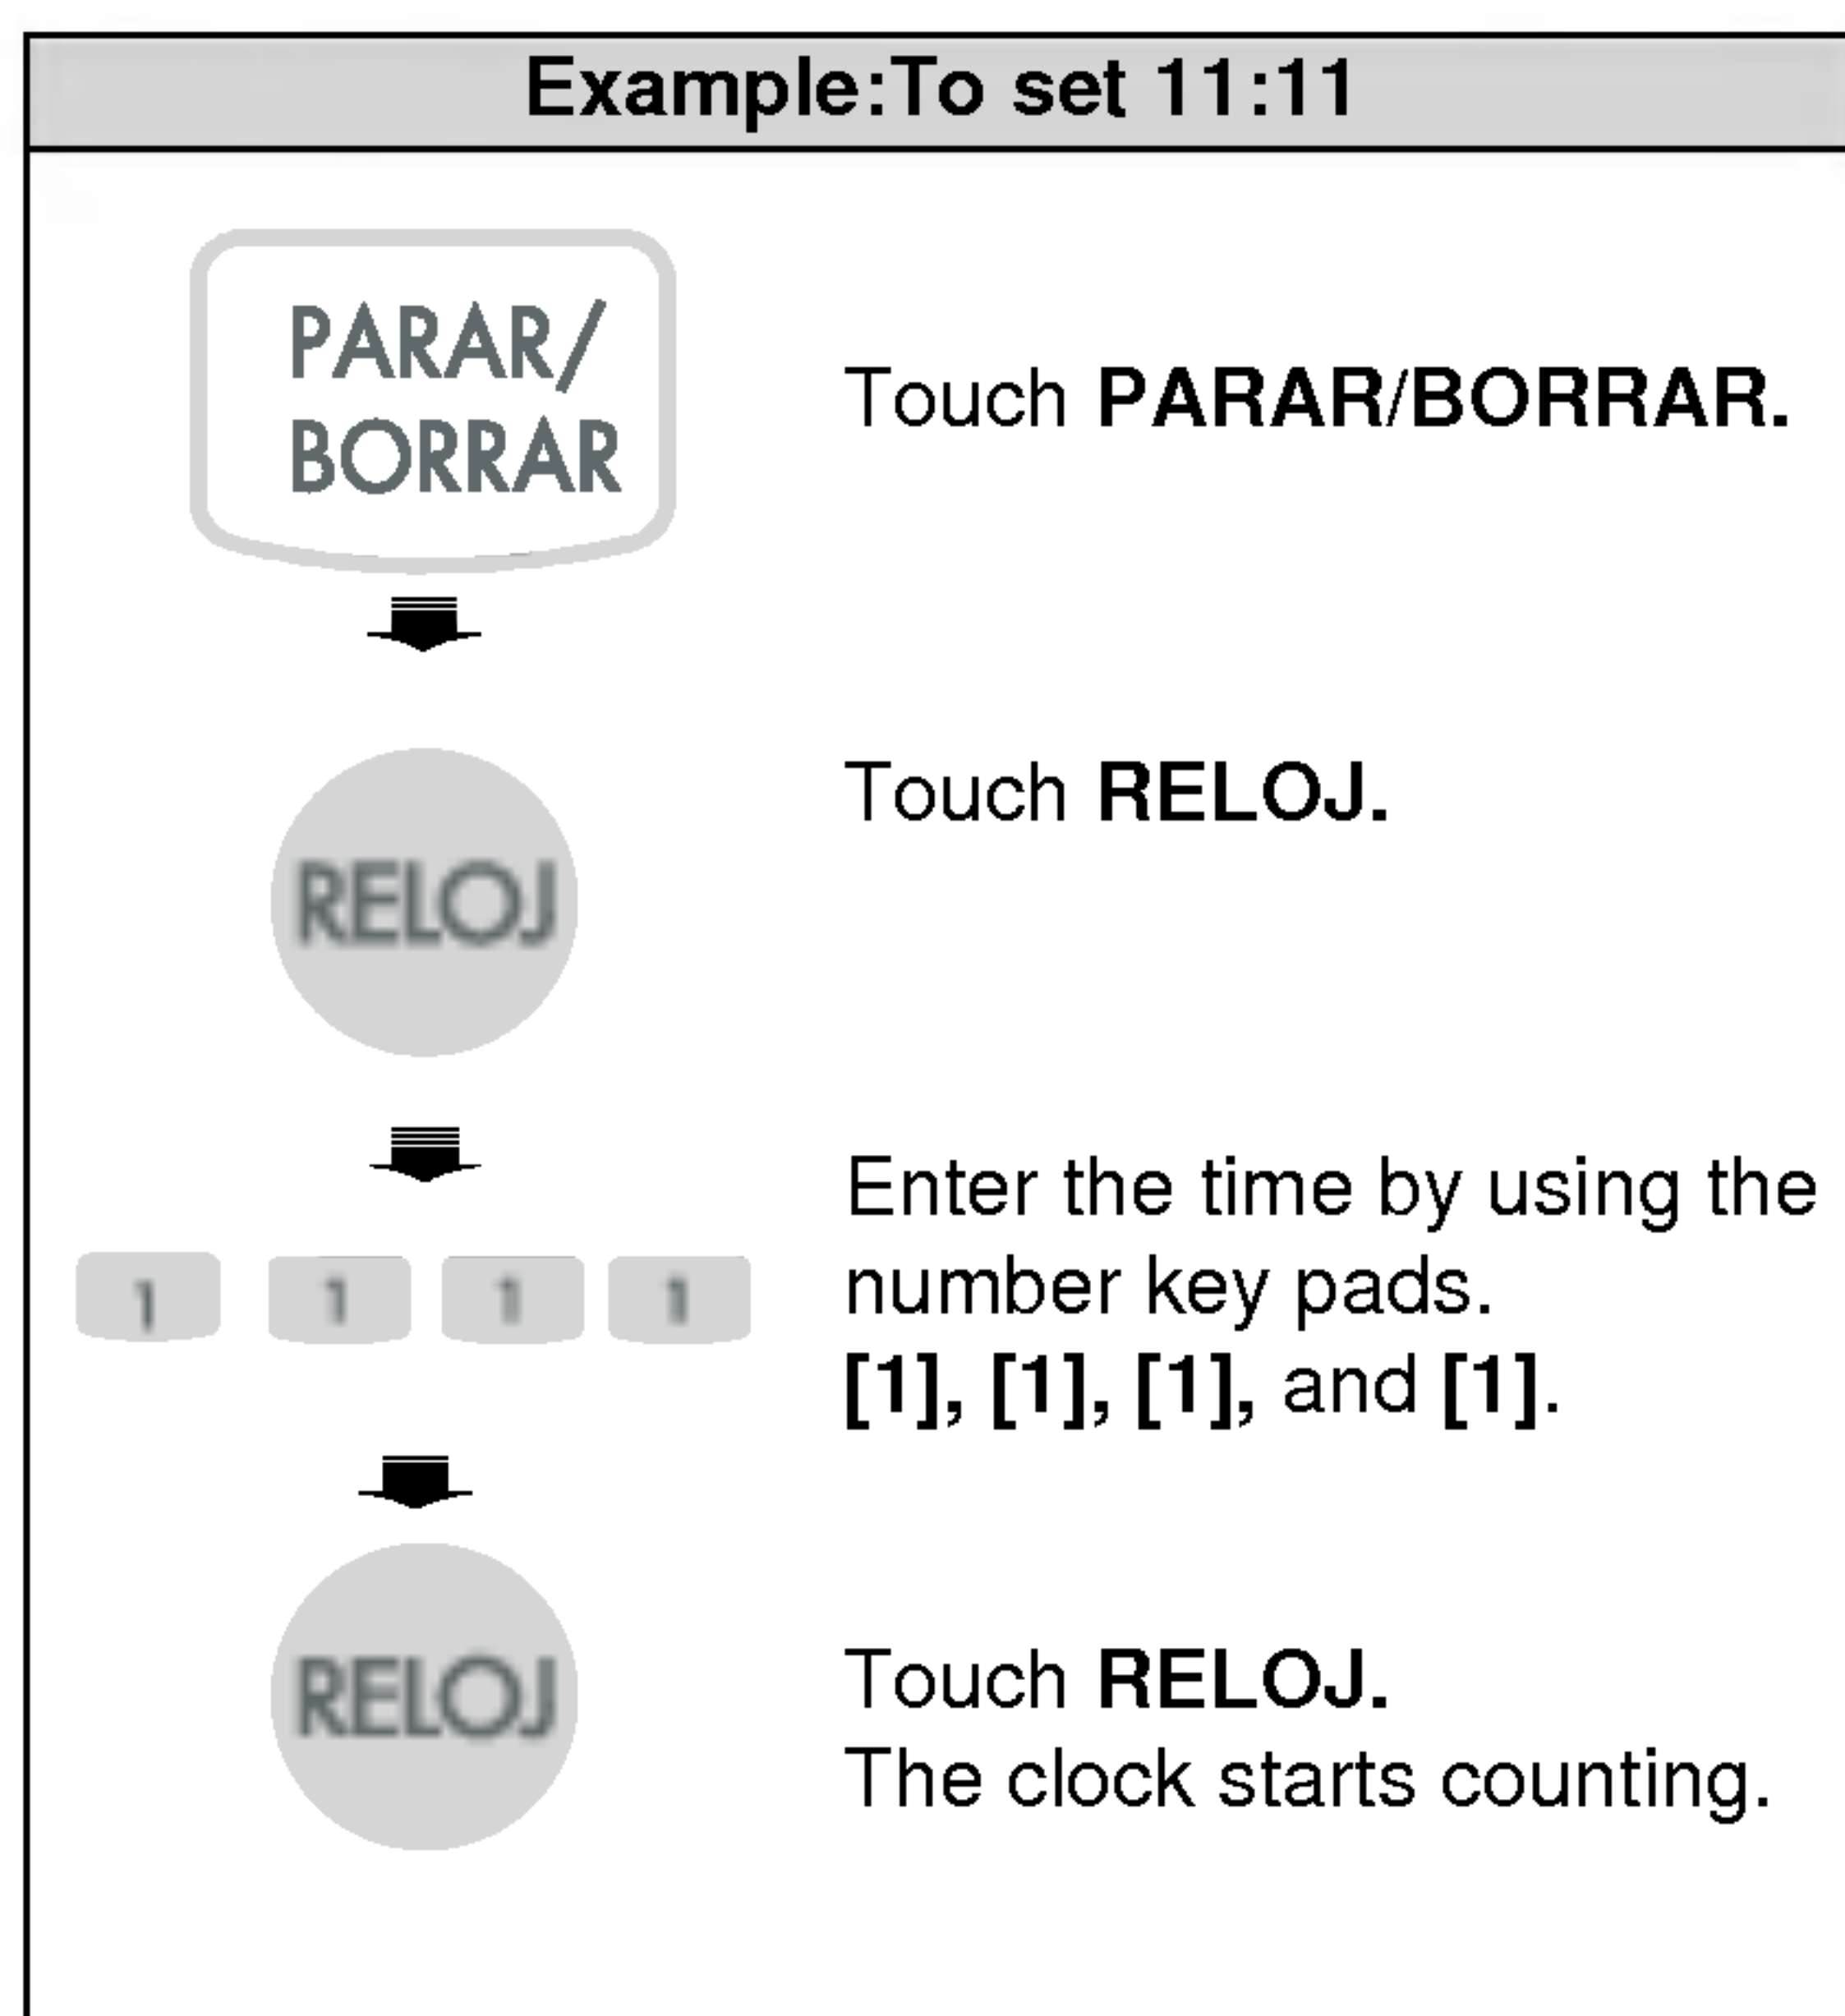 Example:To set 11:11
PARAR/
BORRAR
Touch PARAR/BORRAR.
RELOJ
Touch RELOJ.
1 1 1 1
Enter the time by using the
number key pads.
[1], [1], [1], and [1].
RELOJ
Touch RELOJ.
The clock starts counting.